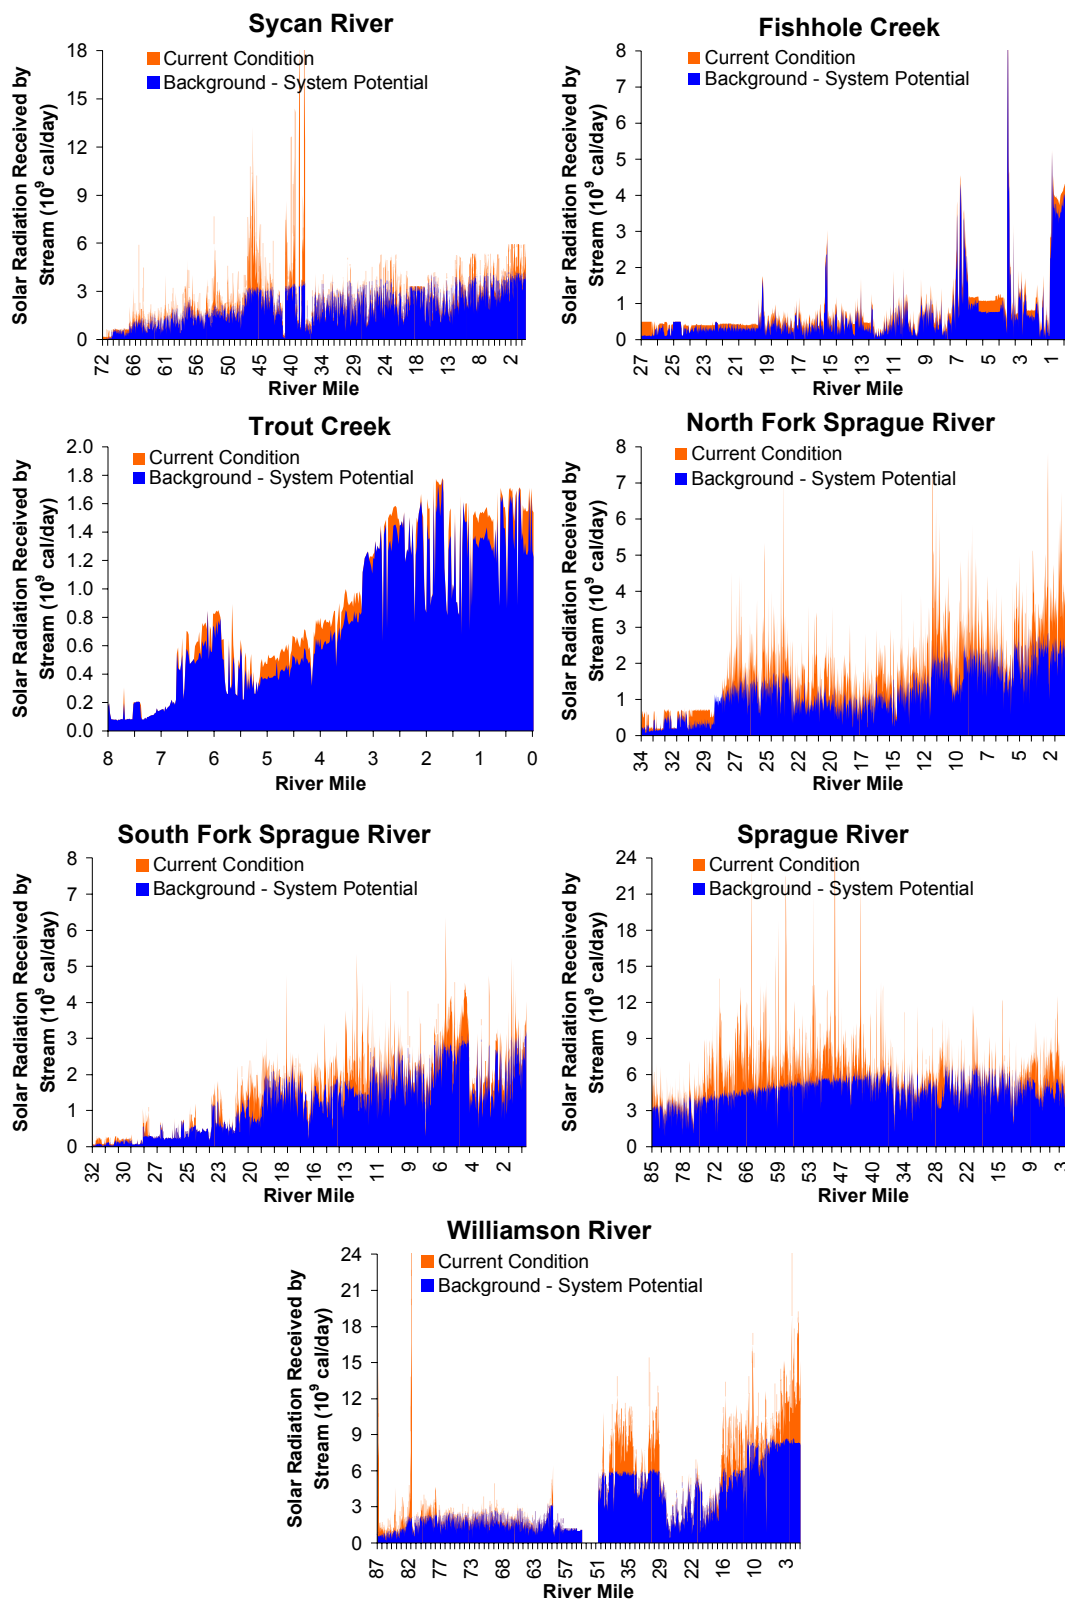 Sycan River
Current Condition
Background - System Potential
Solar Radiation Received by
Stream (10⁹ cal/day)
18
15
12
9
6
3
0
72 66 61 56 50 45 40 34 29 24 18 13 8 2
River Mile
Fishhole Creek
Current Condition
Background - System Potential
Solar Radiation Received by
Stream (10⁹ cal/day)
8
7
6
5
4
3
2
1
0
27 25 23 21 19 17 15 13 11 9 7 5 3 1
River Mile
Trout Creek
Current Condition
Background - System Potential
Solar Radiation Received by
Stream (10⁹ cal/day)
2.0
1.8
1.6
1.4
1.2
1.0
0.8
0.6
0.4
0.2
0.0
8 7 6 5 4 3 2 1 0
River Mile
North Fork Sprague River
Current Condition
Background - System Potential
Solar Radiation Received by
Stream (10⁹ cal/day)
8
7
6
5
4
3
2
1
0
34 32 29 27 25 22 20 17 15 12 10 7 5 2
River Mile
South Fork Sprague River
Current Condition
Background - System Potential
Solar Radiation Received by
Stream (10⁹ cal/day)
8
7
6
5
4
3
2
1
0
32 30 27 25 23 20 18 16 13 11 9 6 4 2
River Mile
Sprague River
Current Condition
Background - System Potential
Solar Radiation Received by
Stream (10⁹ cal/day)
24
21
18
15
12
9
6
3
0
85 78 72 66 59 53 47 40 34 28 22 15 9 3
River Mile
Williamson River
Current Condition
Background - System Potential
Solar Radiation Received by
Stream (10⁹ cal/day)
24
21
18
15
12
9
6
3
0
87 82 77 73 68 63 57 51 35 29 22 16 10 3
River Mile